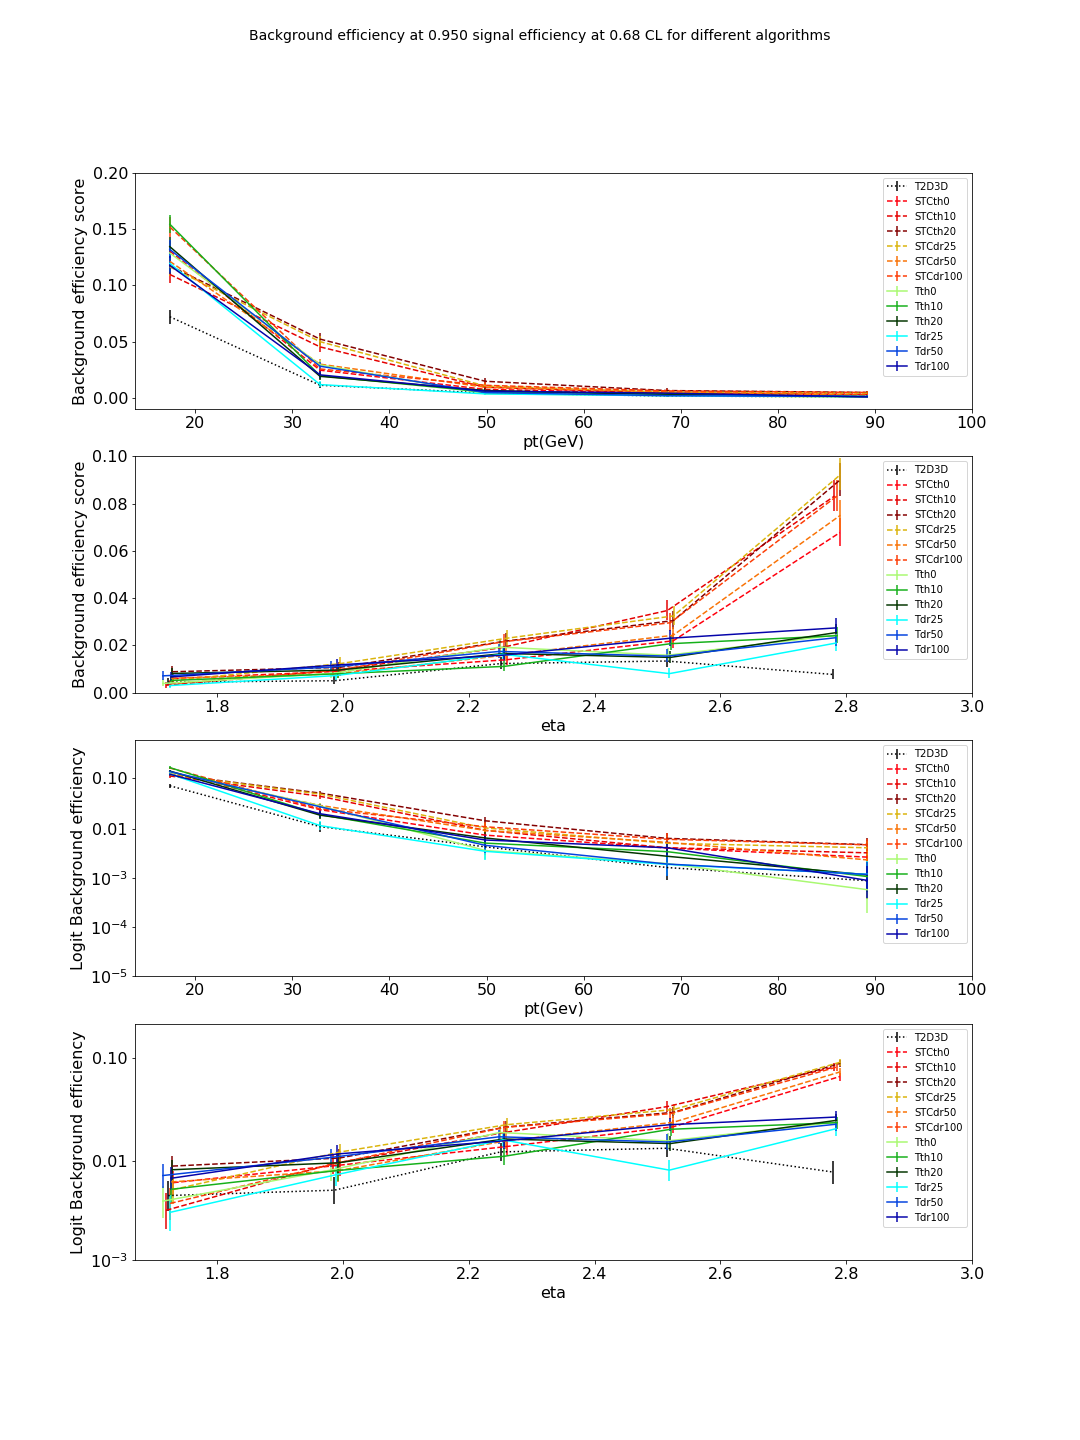 Background efficiency at 0.950 signal efficiency at 0.68 CL for different algorithms
Background efficiency score
0.20
0.15
0.10
0.05
0.00
20 30 40 50 60 70 80 90 100
pt(GeV)
T2D3D
STCth0
STCth10
STCth20
STCdr25
STCdr50
STCdr100
Tth0
Tth10
Tth20
Tdr25
Tdr50
Tdr100
Background efficiency score
0.10
0.08
0.06
0.04
0.02
0.00
1.8 2.0 2.2 2.4 2.6 2.8 3.0
eta
T2D3D
STCth0
STCth10
STCth20
STCdr25
STCdr50
STCdr100
Tth0
Tth10
Tth20
Tdr25
Tdr50
Tdr100
Logit Background efficiency
0.10
0.01
10⁻³
10⁻⁴
10⁻⁵
20 30 40 50 60 70 80 90 100
pt(Gev)
T2D3D
STCth0
STCth10
STCth20
STCdr25
STCdr50
STCdr100
Tth0
Tth10
Tth20
Tdr25
Tdr50
Tdr100
Logit Background efficiency
0.10
0.01
10⁻³
1.8 2.0 2.2 2.4 2.6 2.8 3.0
eta
T2D3D
STCth0
STCth10
STCth20
STCdr25
STCdr50
STCdr100
Tth0
Tth10
Tth20
Tdr25
Tdr50
Tdr100